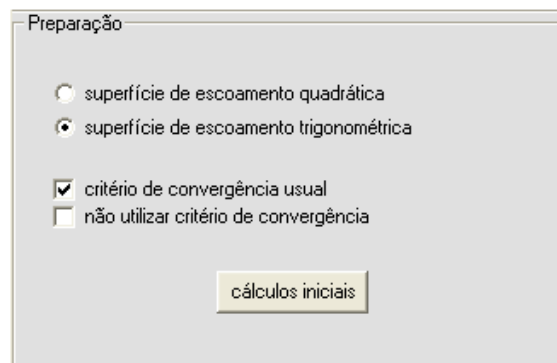 Preparação
superfície de escoamento quadrática
superfície de escoamento trigonométrica
critério de convergência usual
não utilizar critério de convergência
cálculos iniciais